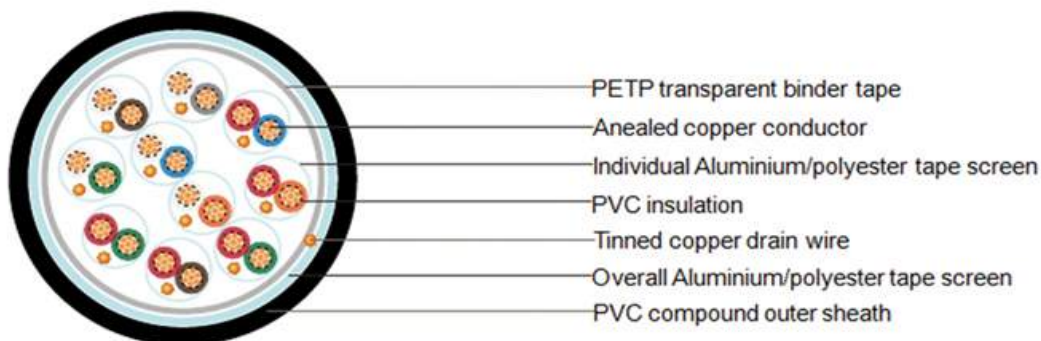 PETP transparent binder tape
Anealed copper conductor
Individual Aluminium/polyester tape screen
PVC insulation
Tinned copper drain wire
Overall Aluminium/polyester tape screen
PVC compound outer sheath